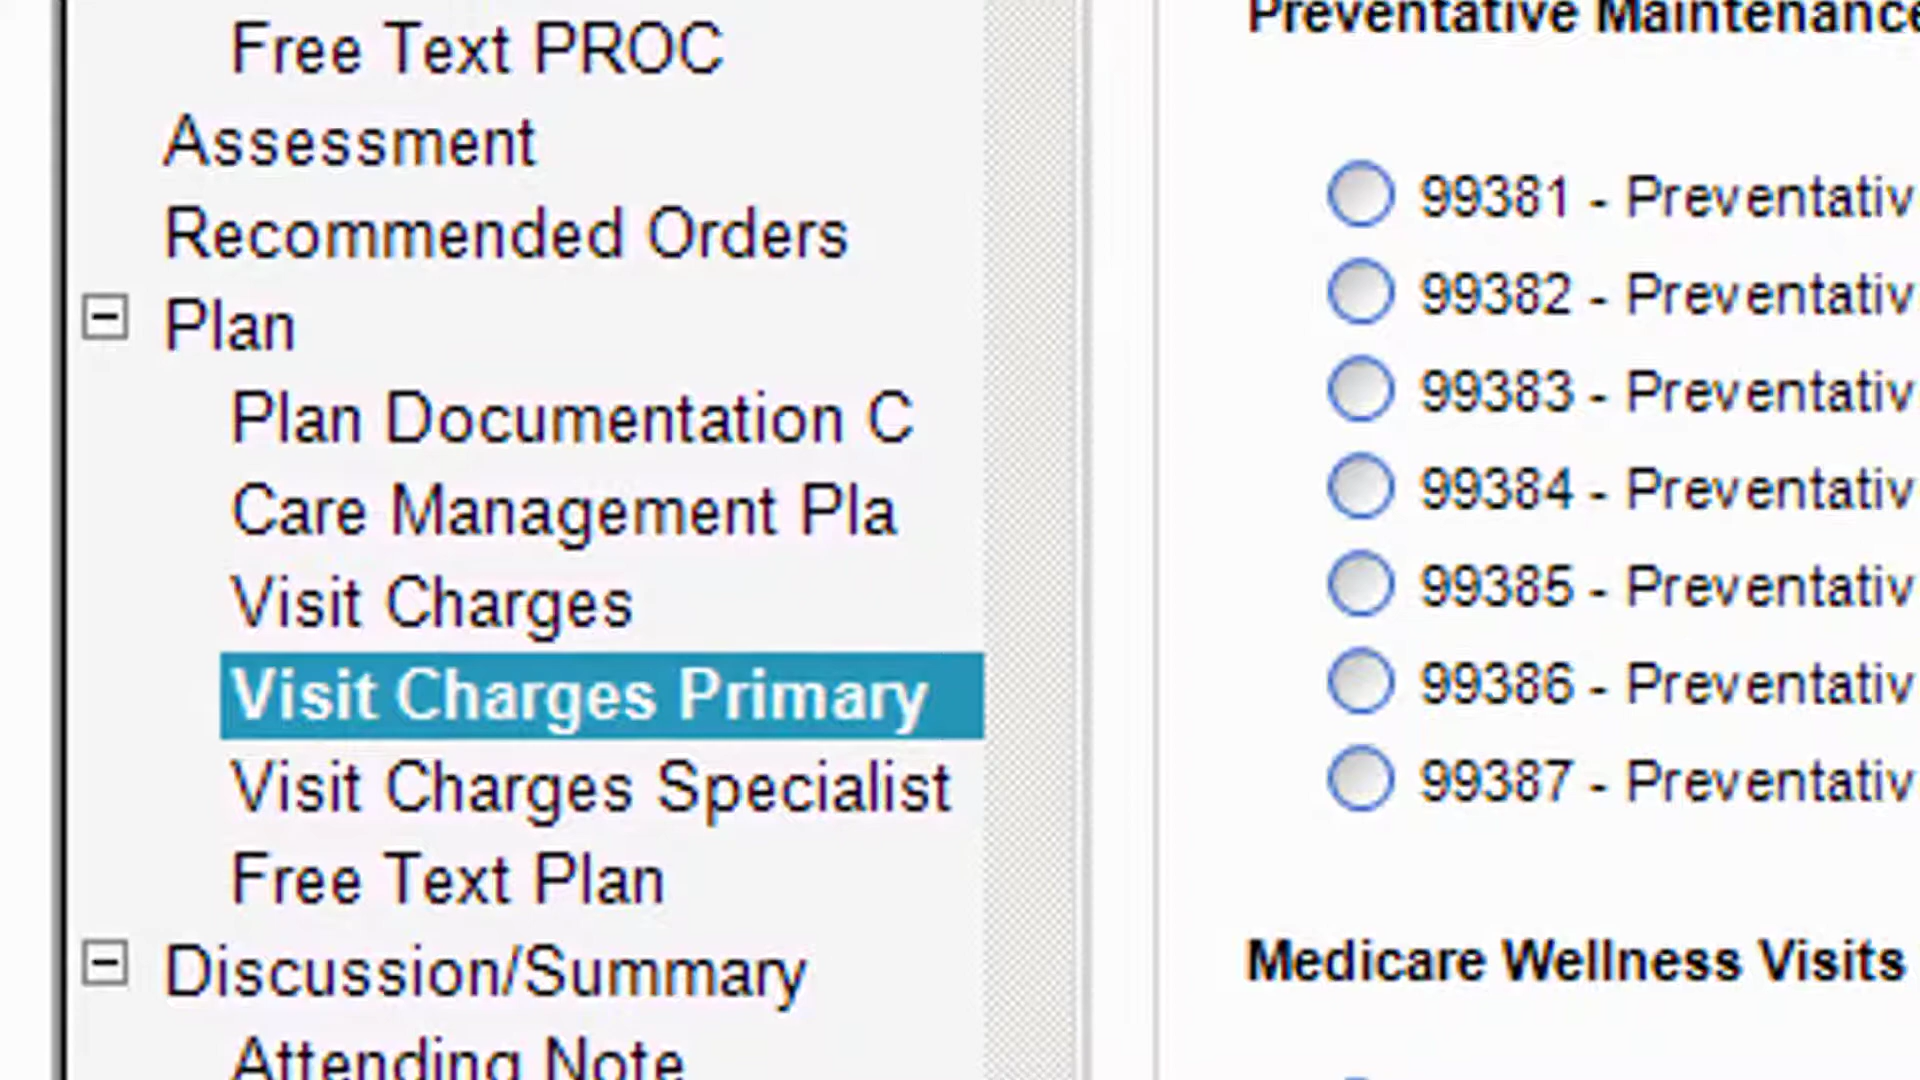 Free Text PROC
Assessment
Recommended Orders
Plan
Plan Documentation C
Care Management Pla
Visit Charges
Visit Charges Primary
Visit Charges Specialist
Free Text Plan
Discussion/Summary
Attending Note
Preventative Maintenance
99381 - Preventativ
99382 - Preventativ
99383 - Preventativ
99384 - Preventativ
99385 - Preventativ
99386 - Preventativ
99387 - Preventativ
Medicare Wellness Visits